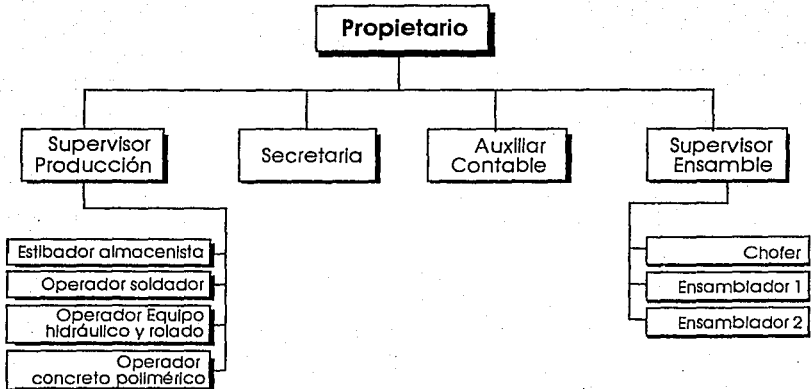 Propietario
Supervisor
Producción
Secretaria
Auxiliar
Contable
Supervisor
Ensamble
Estibador almacenista
Operador soldador
Operador Equipo
hidráulico y rolado
Operador
concreto polimérico
Chofer
Ensamblador 1
Ensamblador 2